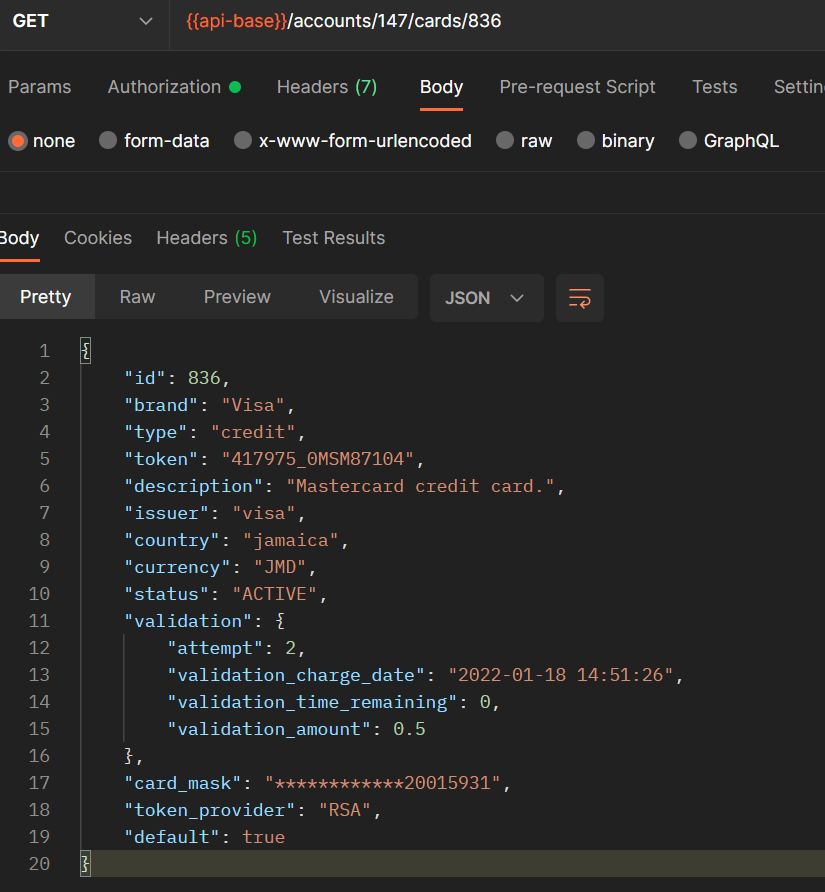 GET {{api-base}}/accounts/147/cards/836
Params Authorization Headers (7) Body Pre-request Script Tests Settin
none form-data x-www-form-urlencoded raw binary GraphQL
Body Cookies Headers (5) Test Results
Pretty Raw Preview Visualize JSON
1 {
2 "id": 836,
3 "brand": "Visa",
4 "type": "credit",
5 "token": "417975_0MSM87104",
6 "description": "Mastercard credit card.",
7 "issuer": "visa",
8 "country": "jamaica",
9 "currency": "JMD",
10 "status": "ACTIVE",
11 "validation": {
12 "attempt": 2,
13 "validation_charge_date": "2022-01-18 14:51:26",
14 "validation_time_remaining": 0,
15 "validation_amount": 0.5
16 },
17 "card_mask": "************20015931",
18 "token_provider": "RSA",
19 "default": true
20 }